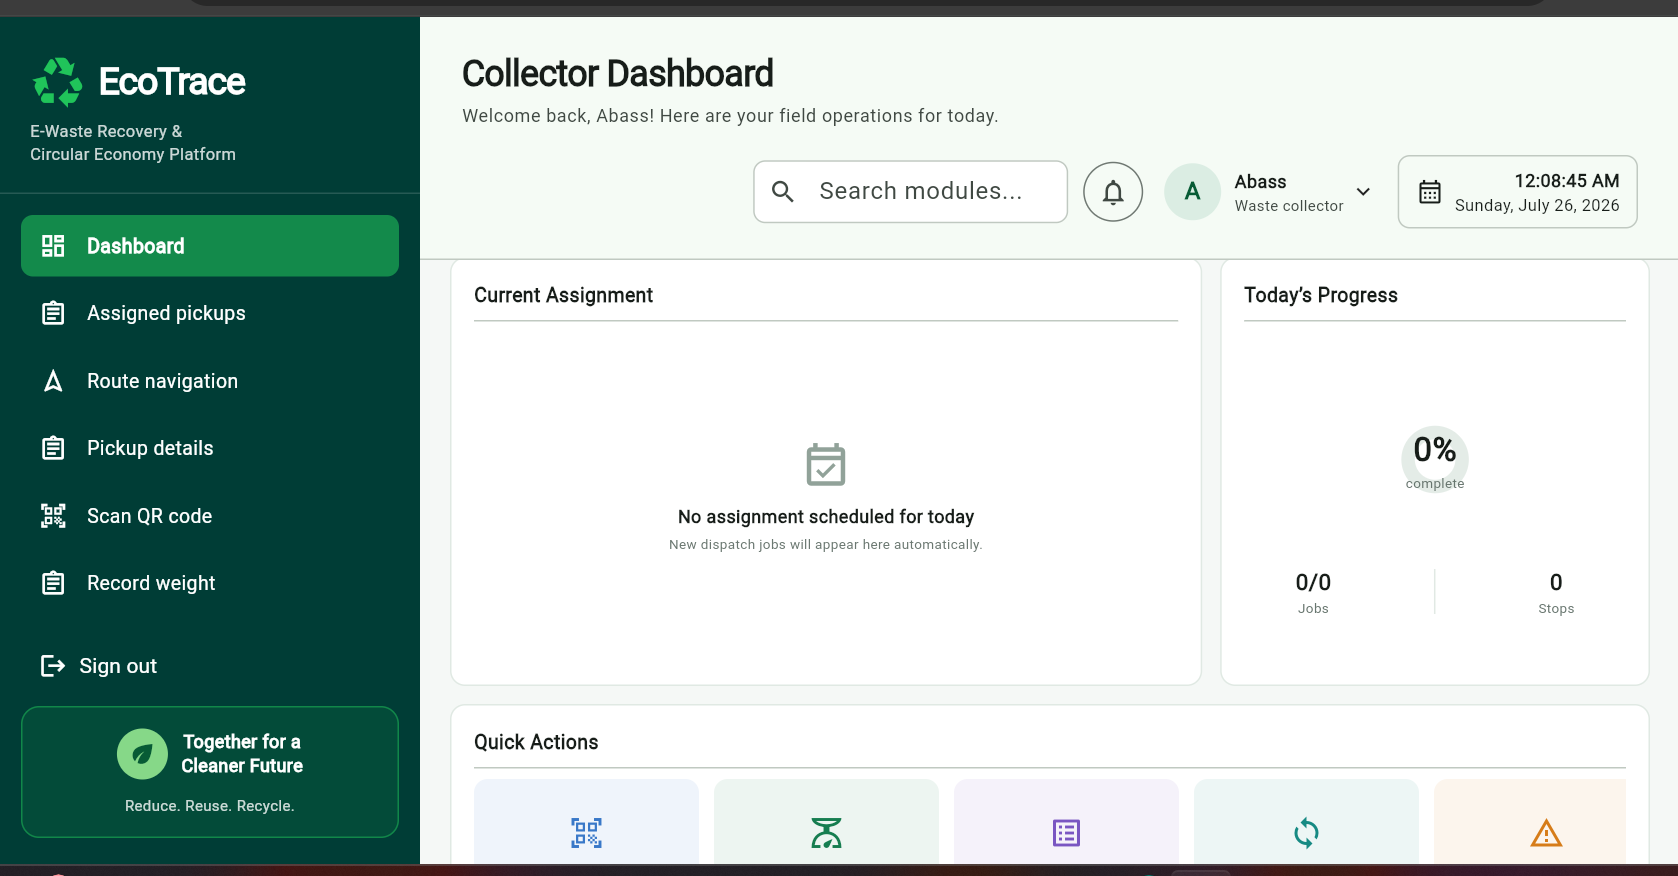 EcoTrace
E-Waste Recovery &
Circular Economy Platform
Dashboard
Assigned pickups
Route navigation
Pickup details
Scan QR code
Record weight
Sign out
Together for a
Cleaner Future
Reduce. Reuse. Recycle.
Collector Dashboard
Welcome back, Abass! Here are your field operations for today.
Search modules...
A
Abass
Waste collector
12:08:45 AM
Sunday, July 26, 2026
Current Assignment
No assignment scheduled for today
New dispatch jobs will appear here automatically.
Today’s Progress
0%
complete
0/0
Jobs
0
Stops
Quick Actions